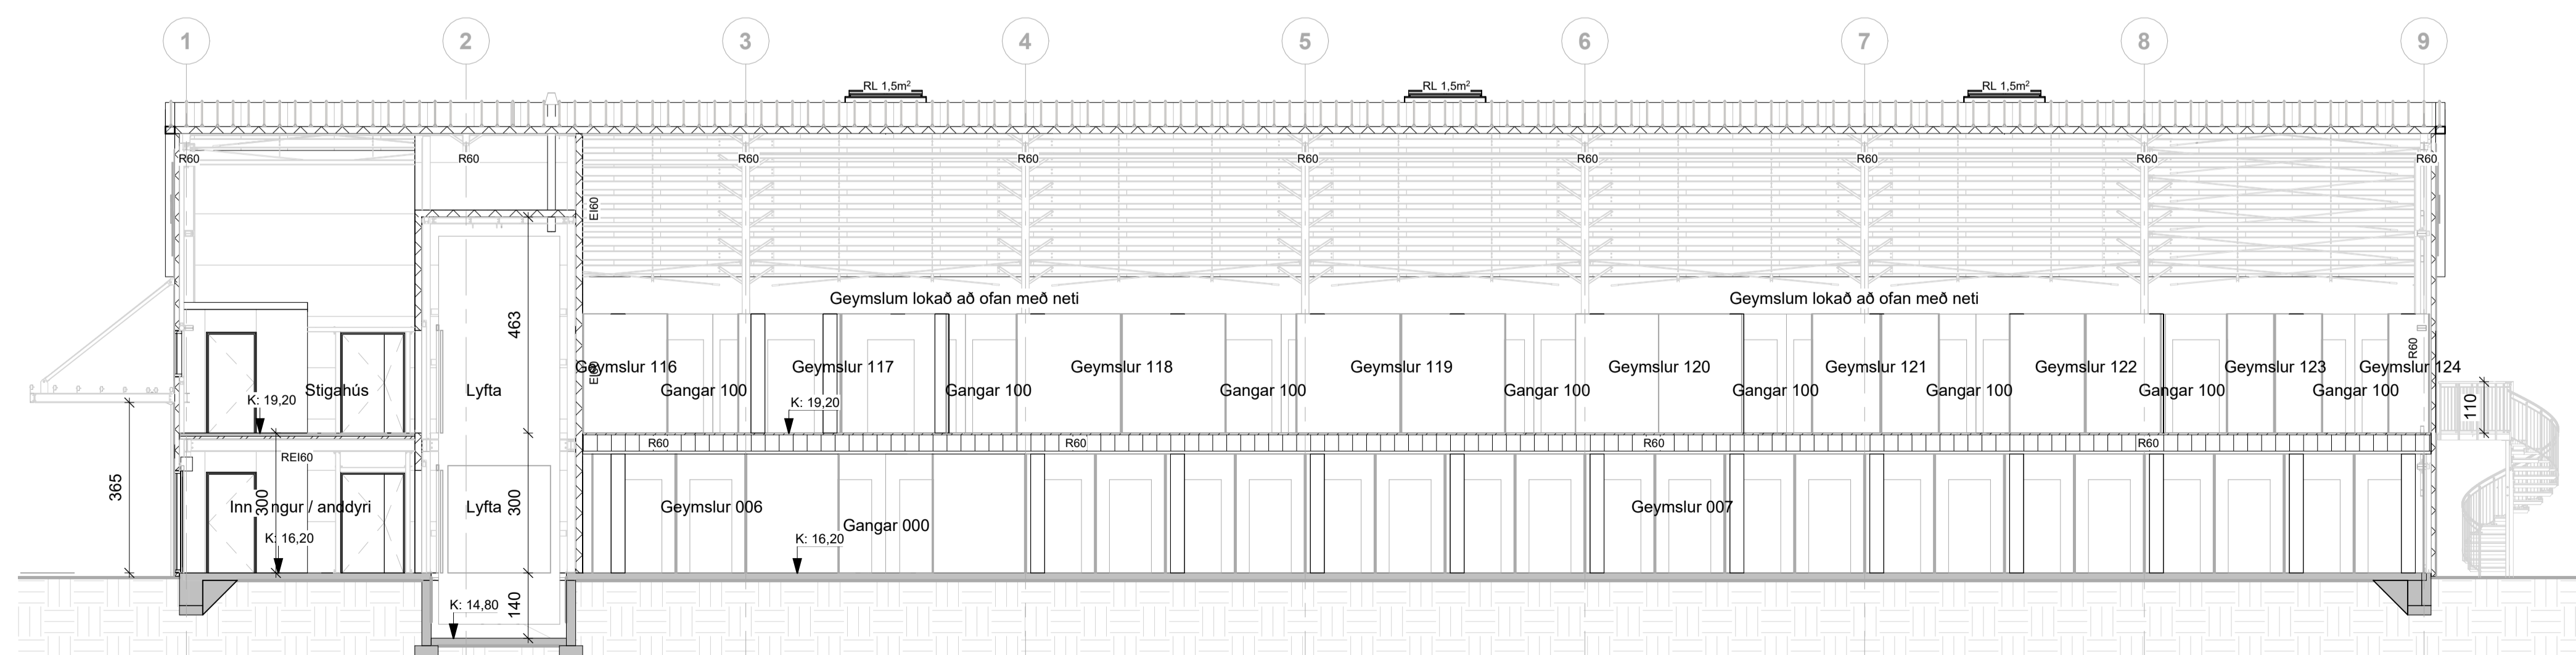 1 2 3 4 5 6 7 8 9
RL 1,5m² RL 1,5m² RL 1,5m²
R60 R60 R60 R60 R60 R60 R60 R60 R60
EI60
Geymslum lokað að ofan með neti Geymslum lokað að ofan með neti
463
R60
Geymslur 116 Geymslur 117 Geymslur 118 Geymslur 119 Geymslur 120 Geymslur 121 Geymslur 122 Geymslur 123 Geymslur 124
EI60
Stigahús Lyfta Gangar 100 Gangar 100 Gangar 100 Gangar 100 Gangar 100 Gangar 100 Gangar 100 Gangar 100
K: 19,20 K: 19,20
110
R60 R60 R60 R60
REI60
365
300 300
Lyfta Geymslur 006 Geymslur 007
/ anddyri
Gangar 000
K: 16,20 K: 16,20
K: 14,80
140